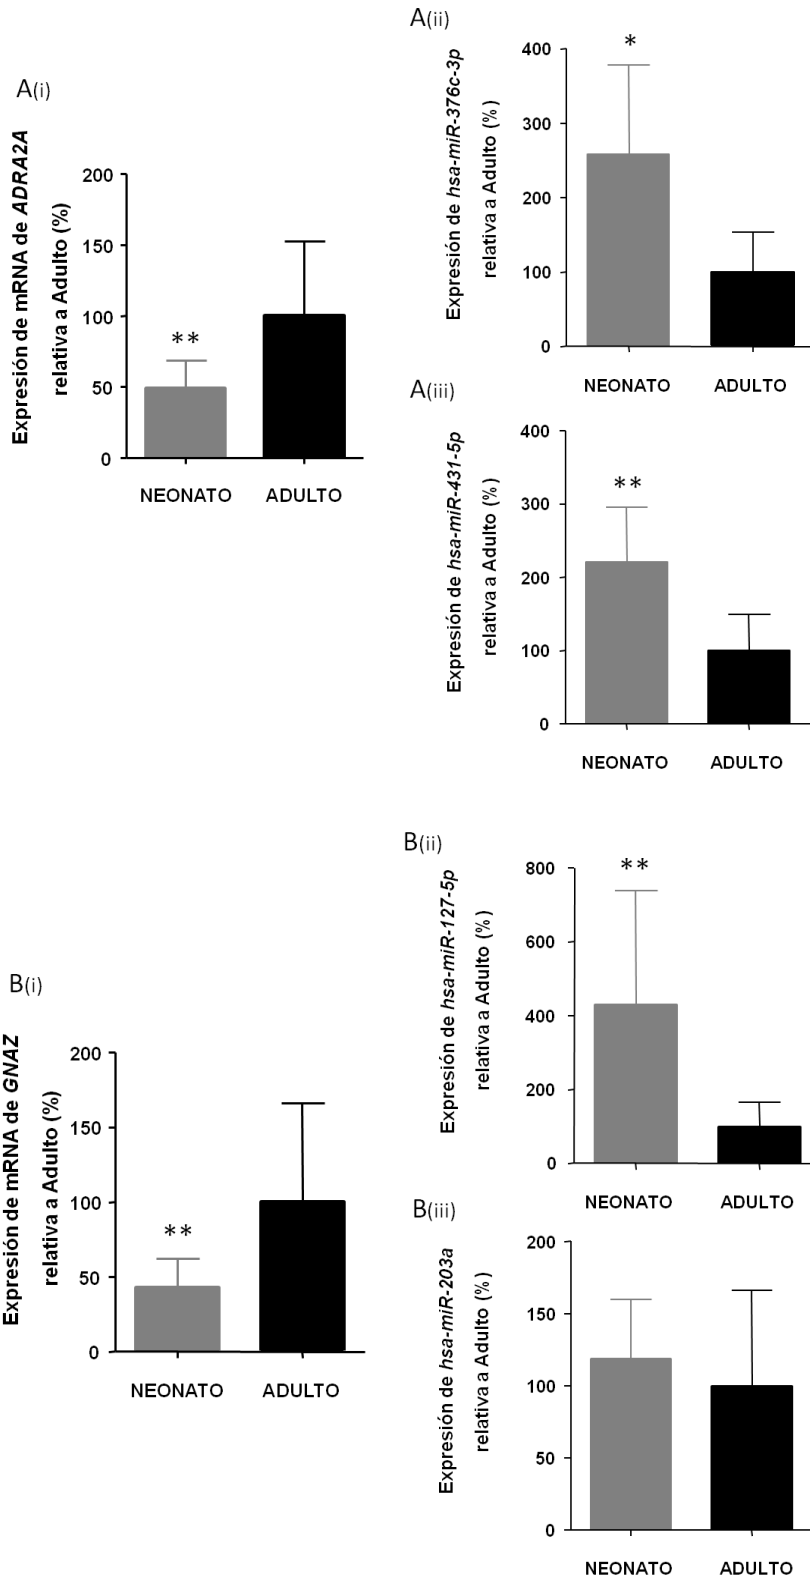 A(i)
Expresión de mRNA de ADRA2A
relativa a Adulto (%)
200
150
100
50
0
**
NEONATO ADULTO
A(ii)
Expresión de hsa-miR-376c-3p
relativa a Adulto (%)
400
300
200
100
0
*
NEONATO ADULTO
A(iii)
Expresión de hsa-miR-431-5p
relativa a Adulto (%)
400
300
200
100
0
**
NEONATO ADULTO
B(i)
Expresión de mRNA de GNAZ
relativa a Adulto (%)
200
150
100
50
0
**
NEONATO ADULTO
B(ii)
Expresión de hsa-miR-127-5p
relativa a Adulto (%)
800
600
400
200
0
**
NEONATO ADULTO
B(iii)
Expresión de hsa-miR-203a
relativa a Adulto (%)
200
150
100
50
0
NEONATO ADULTO